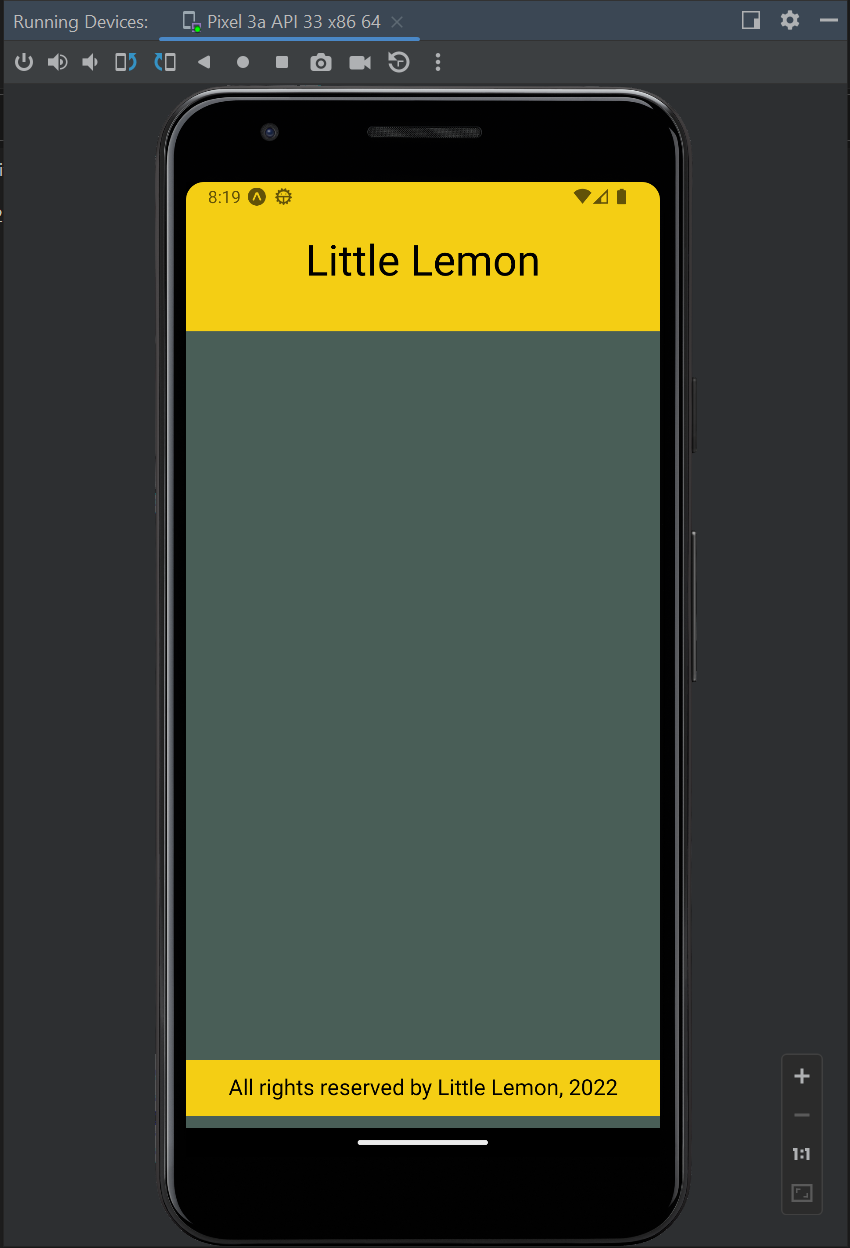 Running Devices: Pixel 3a API 33 x86 64
8:19
Little Lemon
All rights reserved by Little Lemon, 2022
1:1